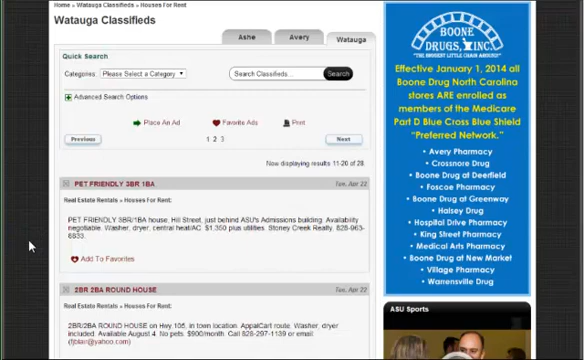 Home » Watauga Classifieds » Houses For Rent
Watauga Classifieds
Ashe
Avery
Watauga
Quick Search
Categories: Please Select a Category
Search Classifieds...
Search
Advanced Search Options
Place An Ad
Favorite Ads
Print
Previous
1 2 3
Next
Now displaying results 11-20 of 28.
PET FRIENDLY 3BR 1BA
Tue, Apr 22
Real Estate Rentals » Houses For Rent:
PET FRIENDLY 3BR/1BA house, Hill Street, just behind ASU's Admissions building. Availability
negotiable. Washer, dryer, central heat/AC. $1,350 plus utilities. Stoney Creek Realty, 828-963-
Add To Favorites
2BR 2BA ROUND HOUSE
Tue, Apr 22
Real Estate Rentals » Houses For Rent:
2BR/2BA ROUND HOUSE on Hwy 105, in town location. AppalCart route. Washer, dryer
included. Available August 4. No pets. $900/month. Call 828-297-1139 or email
BOONE
DRUGS, INC.
"THE BIGGEST LITTLE CHAIN AROUND"
Effective January 1, 2014 all
Boone Drug North Carolina
stores ARE enrolled as
members of the Medicare
Part D Blue Cross Blue Shield
"Preferred Network."
• Avery Pharmacy
• Crossnore Drug
• Boone Drug at Deerfield
• Foscoe Pharmacy
• Boone Drug at Greenway
• Halsey Drug
• Hospital Drive Pharmacy
• King Street Pharmacy
• Medical Arts Pharmacy
• Boone Drug at New Market
• Village Pharmacy
• Warrensville Drug
ASU Sports